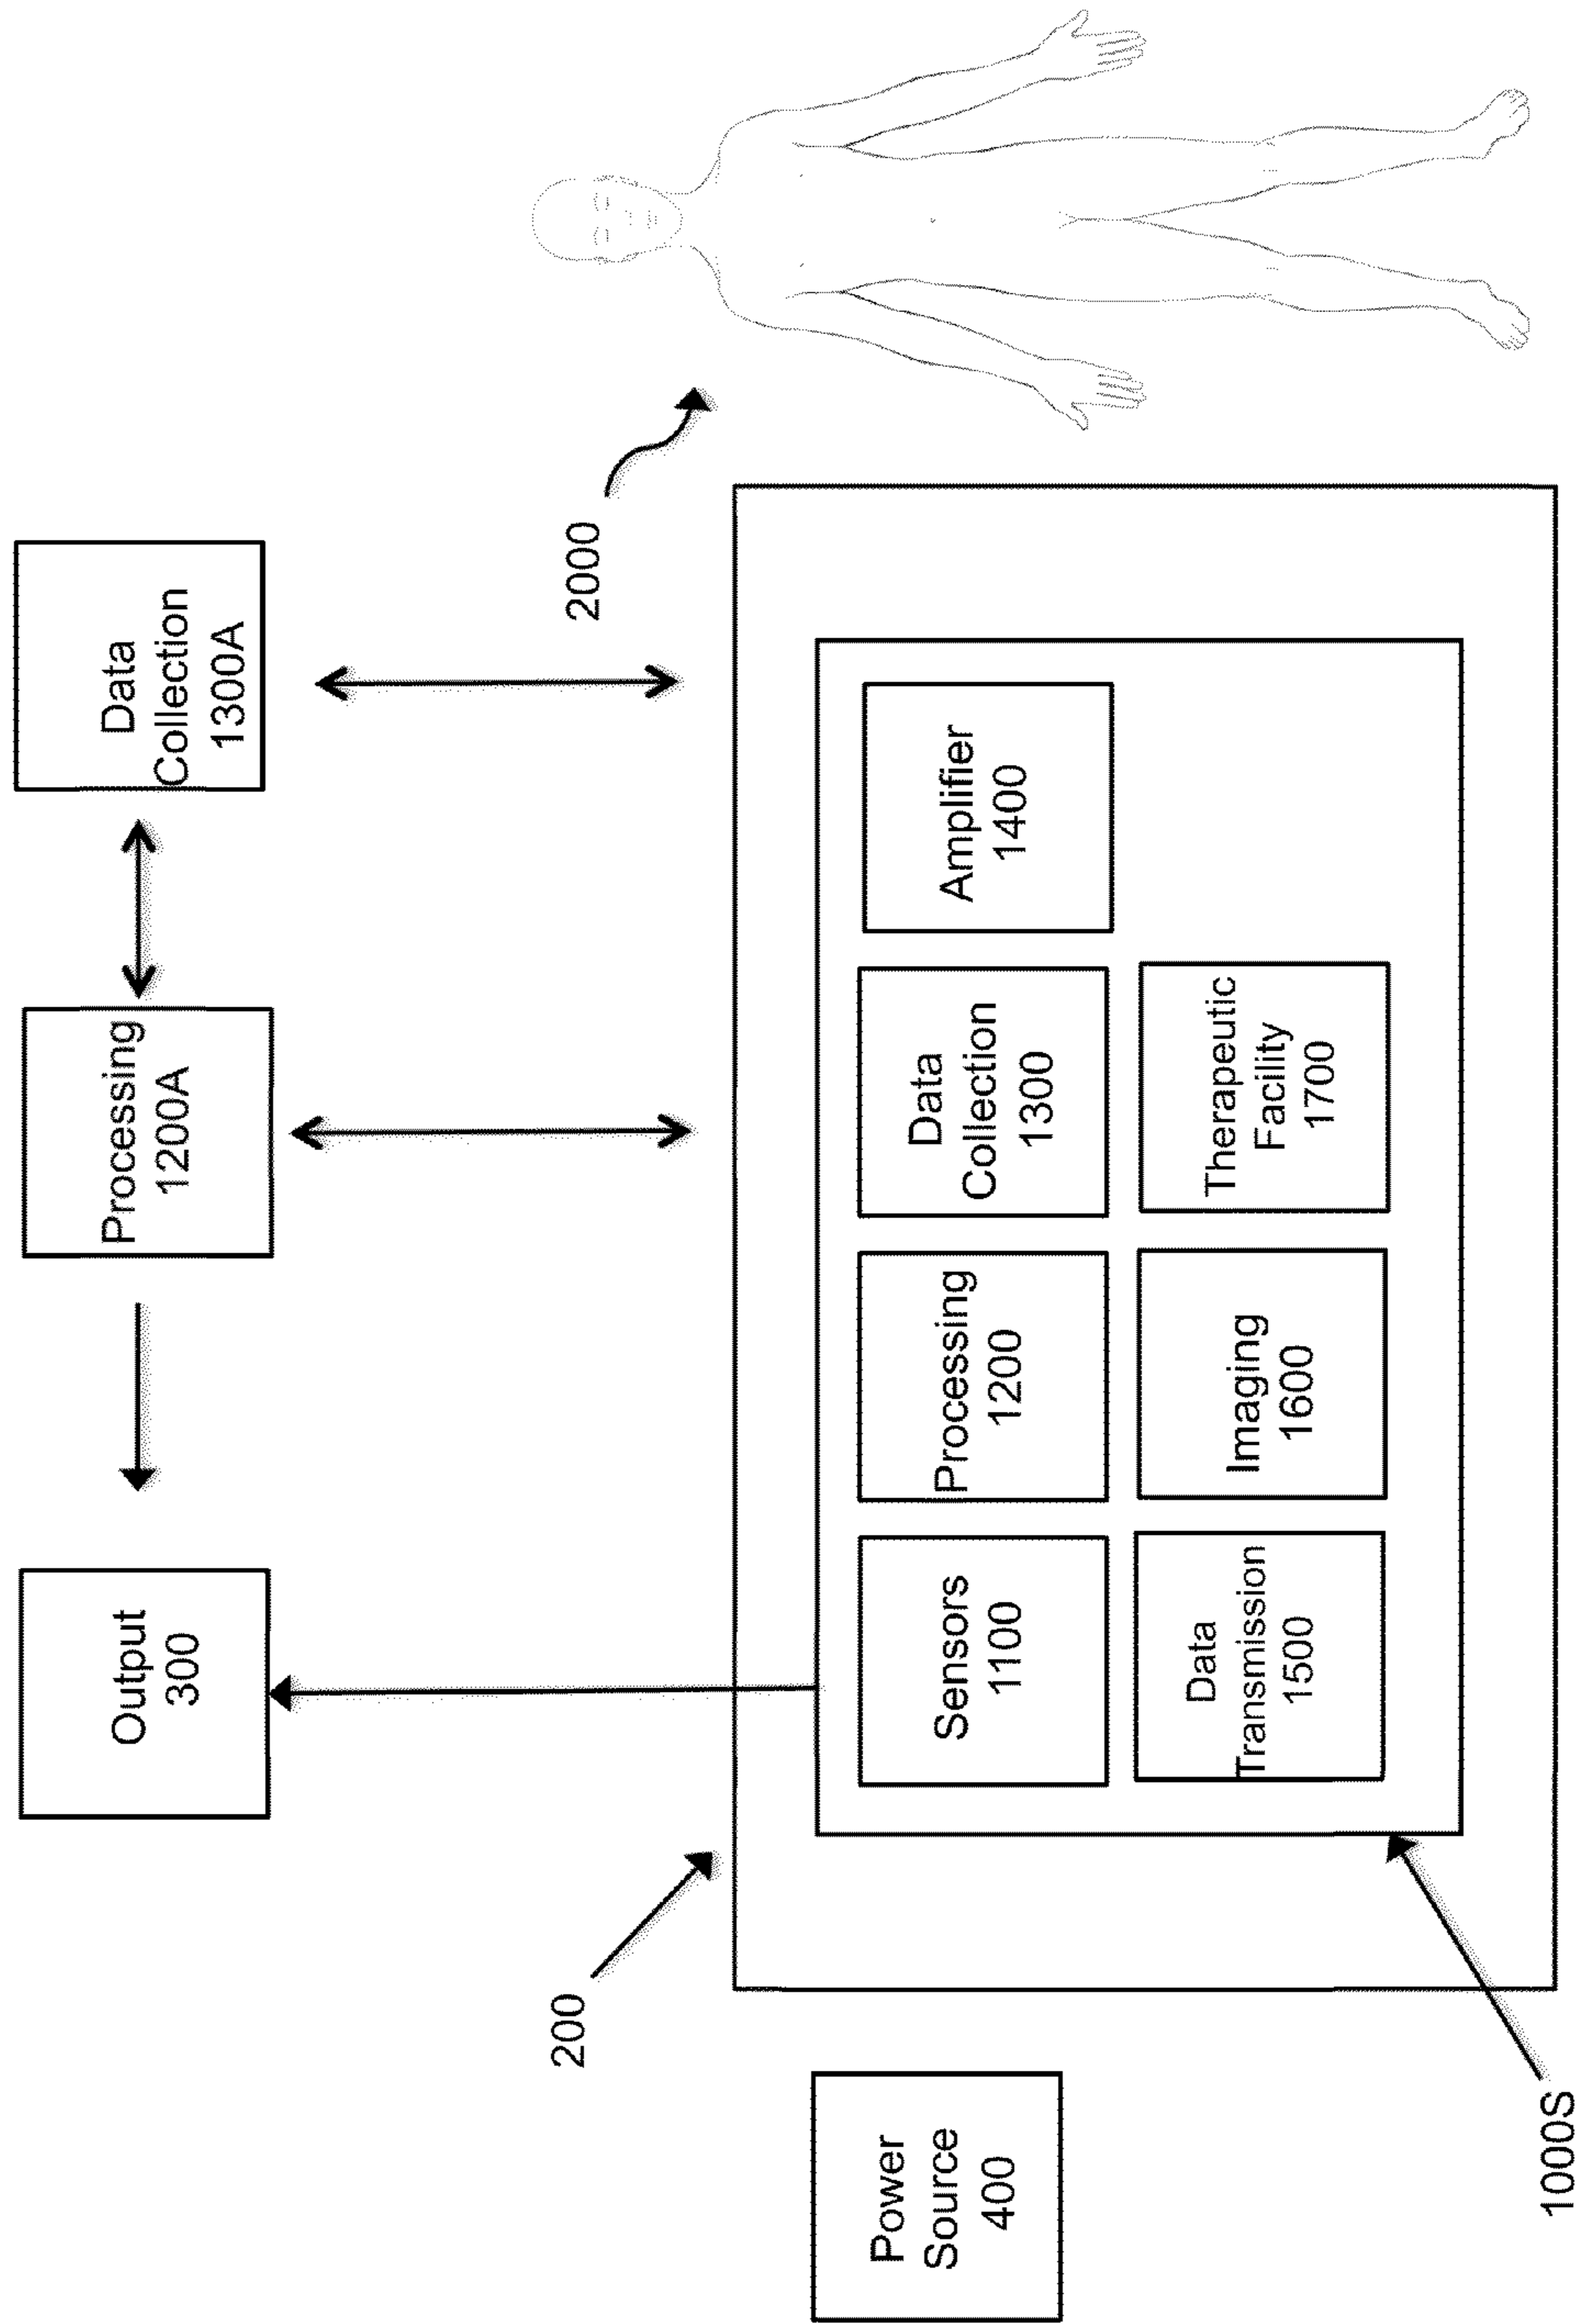 Output
300
Processing
1200A
Data
Collection
1300A
200
2000
Power
Source
400
Sensors
1100
Processing
1200
Data
Collection
1300
Amplifier
1400
Data
Transmission
1500
Imaging
1600
Therapeutic
Facility
1700
1000S